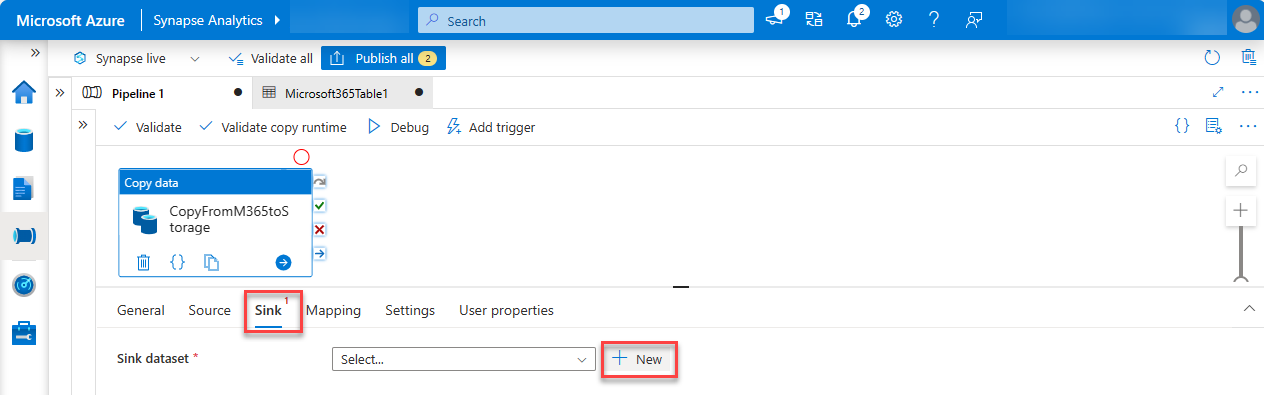 Microsoft Azure
Synapse Analytics
Search
1
2
Synapse live
Validate all
Publish all 2
Pipeline 1
Microsoft365Table1
Validate
Validate copy runtime
Debug
Add trigger
Copy data
CopyFromM365toS
torage
General
Source
Sink 1
Mapping
Settings
User properties
Sink dataset *
Select...
New